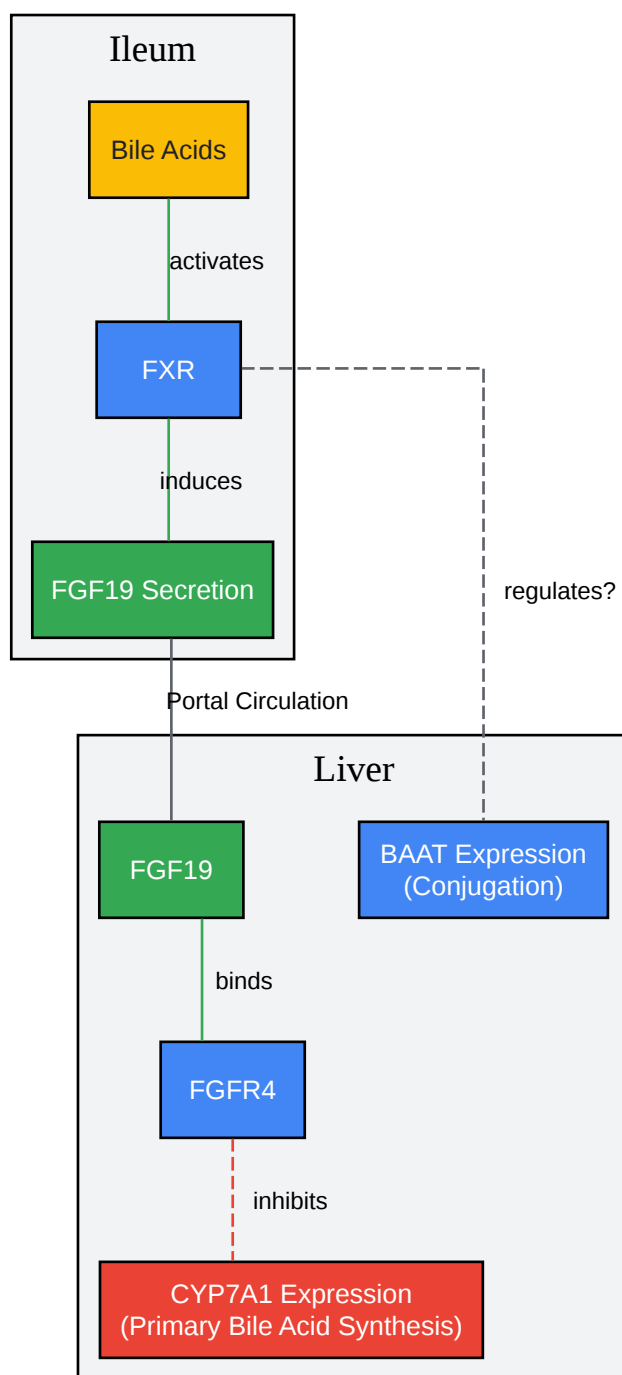 Ileum
Bile Acids
activates
FXR
induces
FGF19 Secretion
regulates?
Portal Circulation
Liver
FGF19
BAAT Expression
(Conjugation)
binds
FGFR4
inhibits
CYP7A1 Expression
(Primary Bile Acid Synthesis)